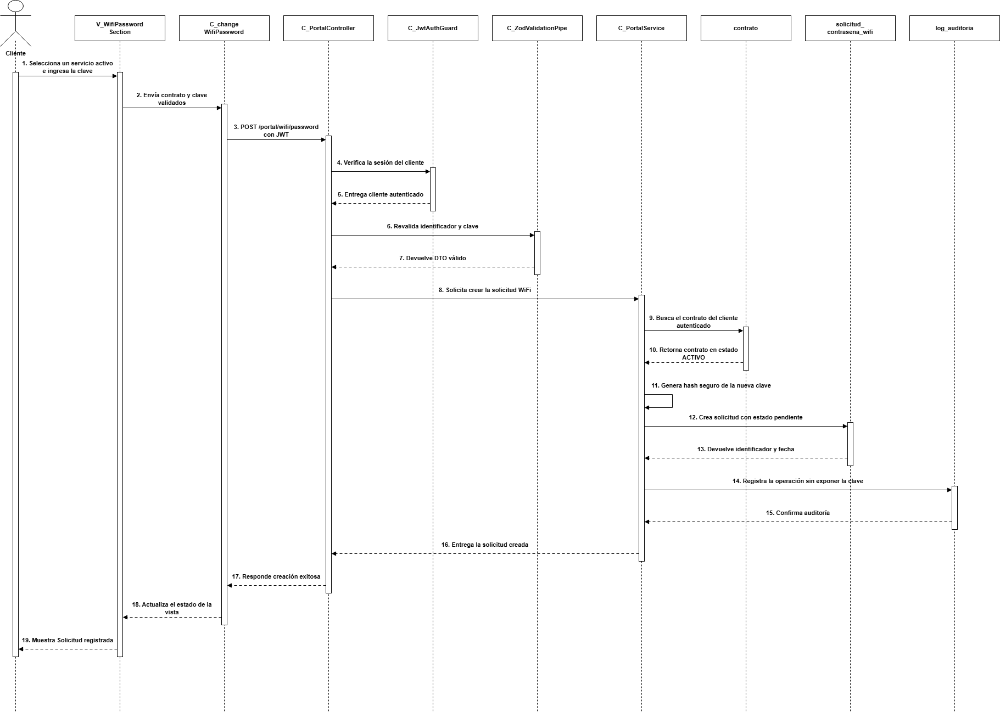 V_WifiPassword
Section
C_change
WifiPassword
C_PortalController
C_JwtAuthGuard
C_ZodValidationPipe
C_PortalService
contrato
solicitud_
contrasena_wifi
log_auditoria
Cliente
1. Selecciona un servicio activo
e ingresa la clave
2. Envía contrato y clave
validados
3. POST /portal/wifi/password
con JWT
4. Verifica la sesión del cliente
5. Entrega cliente autenticado
6. Revalida identificador y clave
7. Devuelve DTO válido
8. Solicita crear la solicitud WiFi
9. Busca el contrato del cliente
autenticado
10. Retorna contrato en estado
ACTIVO
11. Genera hash seguro de la nueva clave
12. Crea solicitud con estado pendiente
13. Devuelve identificador y fecha
14. Registra la operación sin exponer la clave
15. Confirma auditoría
16. Entrega la solicitud creada
17. Responde creación exitosa
18. Actualiza el estado de la
vista
19. Muestra Solicitud registrada